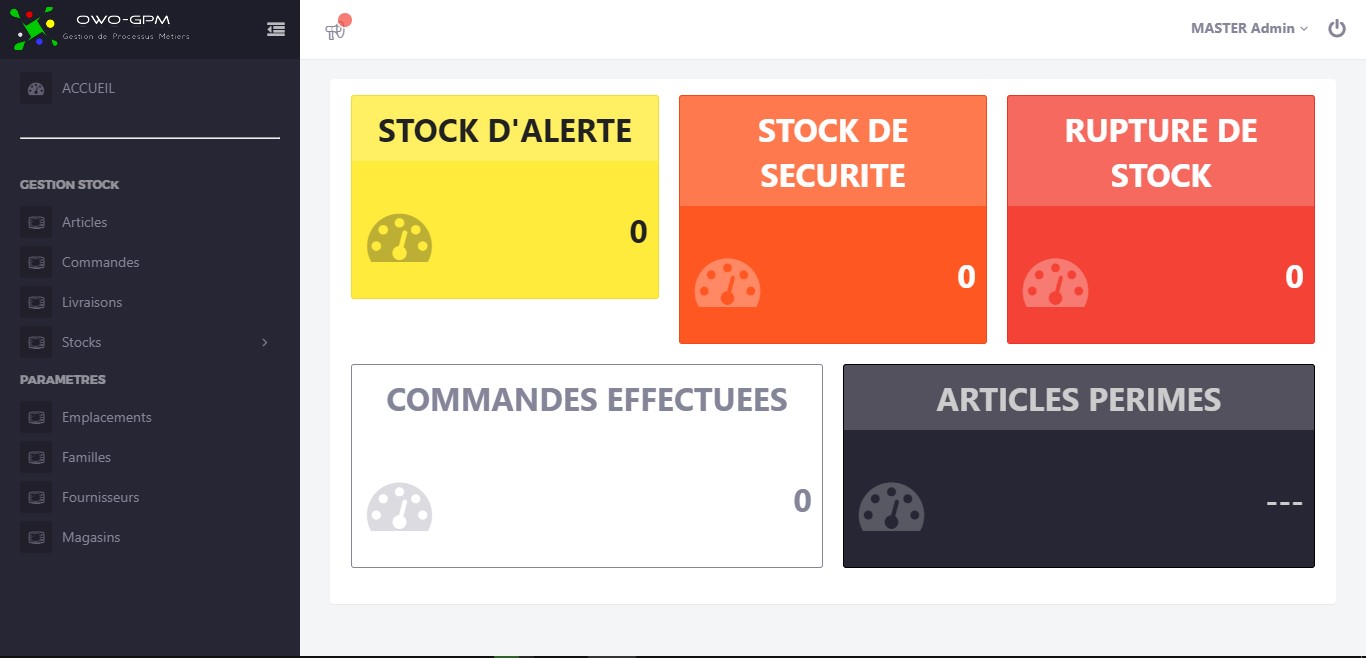 OWO-GPM
Gestion de Processus Metiers
MASTER Admin
ACCUEIL
GESTION STOCK
Articles
Commandes
Livraisons
Stocks
PARAMETRES
Emplacements
Familles
Fournisseurs
Magasins
STOCK D'ALERTE
0
STOCK DE
SECURITE
0
RUPTURE DE
STOCK
0
COMMANDES EFFECTUEES
0
ARTICLES PERIMES
---